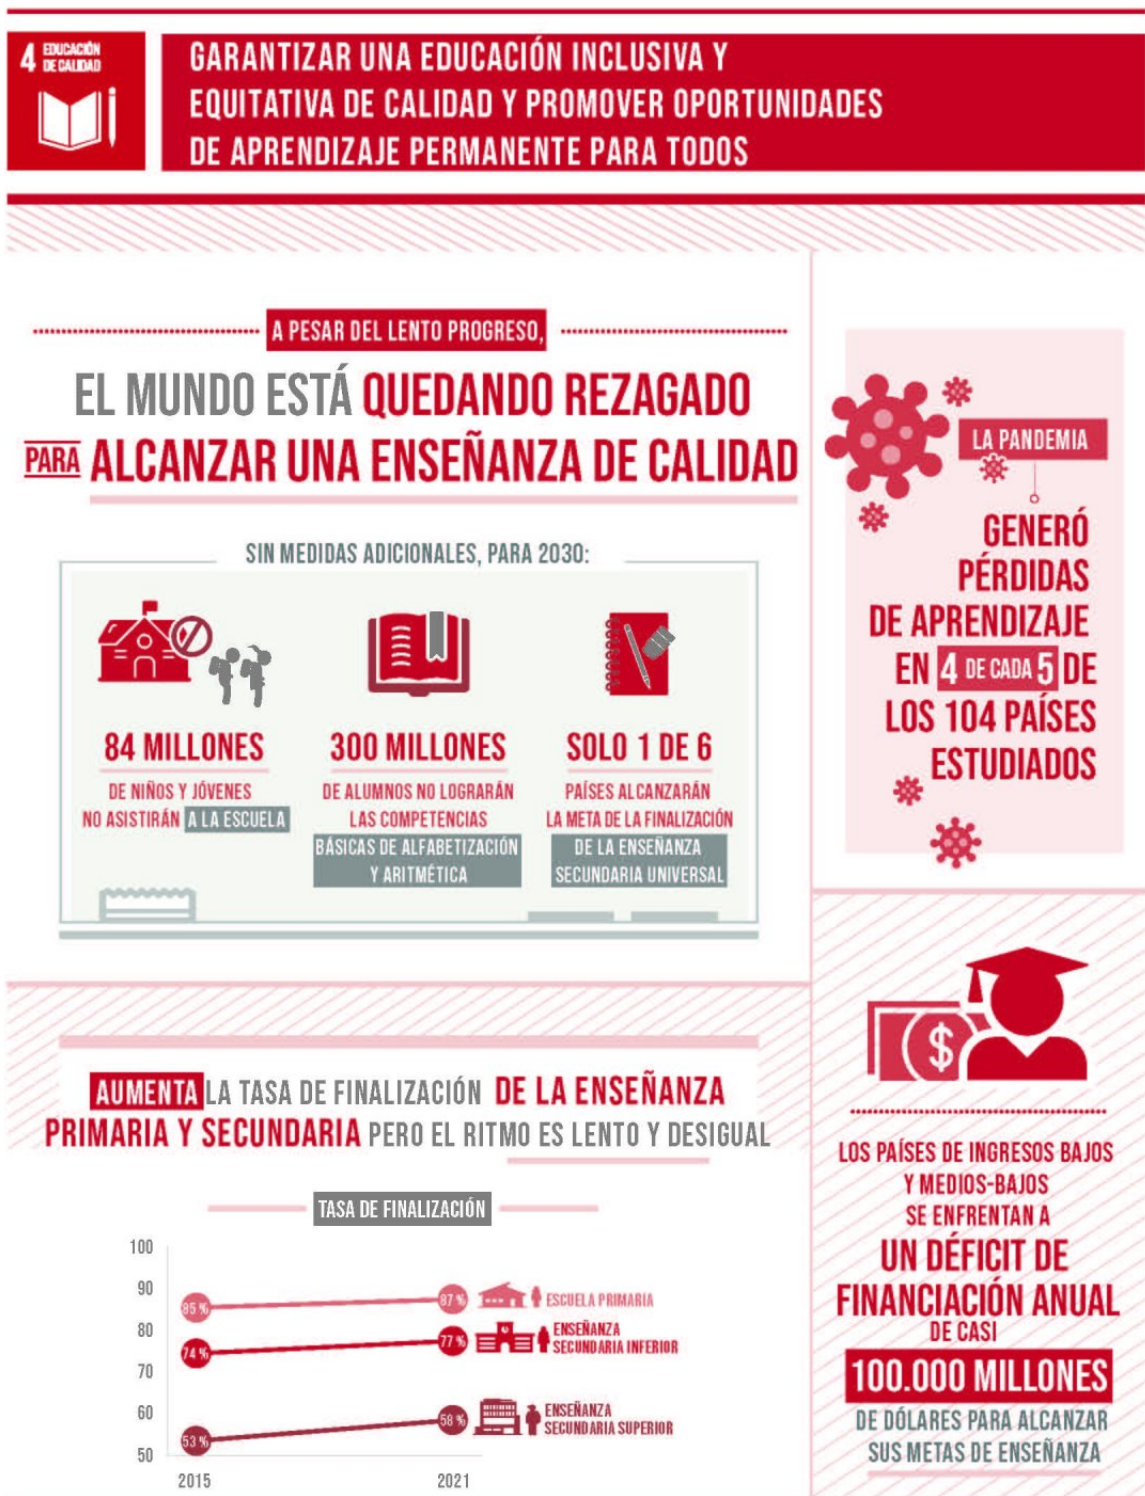 4 EDUCACIÓN
DE CALIDAD
GARANTIZAR UNA EDUCACIÓN INCLUSIVA Y
EQUITATIVA DE CALIDAD Y PROMOVER OPORTUNIDADES
DE APRENDIZAJE PERMANENTE PARA TODOS
A PESAR DEL LENTO PROGRESO,
EL MUNDO ESTÁ QUEDANDO REZAGADO
PARA ALCANZAR UNA ENSEÑANZA DE CALIDAD
SIN MEDIDAS ADICIONALES, PARA 2030:
84 MILLONES
DE NIÑOS Y JÓVENES
NO ASISTIRÁN A LA ESCUELA
300 MILLONES
DE ALUMNOS NO LOGRARÁN
LAS COMPETENCIAS
BÁSICAS DE ALFABETIZACIÓN
Y ARITMÉTICA
SOLO 1 DE 6
PAÍSES ALCANZARÁN
LA META DE LA FINALIZACIÓN
DE LA ENSEÑANZA
SECUNDARIA UNIVERSAL
LA PANDEMIA
GENERÓ
PÉRDIDAS
DE APRENDIZAJE
EN 4 DE CADA 5 DE
LOS 104 PAÍSES
ESTUDIADOS
AUMENTA LA TASA DE FINALIZACIÓN DE LA ENSEÑANZA
PRIMARIA Y SECUNDARIA PERO EL RITMO ES LENTO Y DESIGUAL
TASA DE FINALIZACIÓN
100
90
80
70
60
50
85 %
87 %
ESCUELA PRIMARIA
74 %
77 %
ENSEÑANZA
SECUNDARIA INFERIOR
53 %
58 %
ENSEÑANZA
SECUNDARIA SUPERIOR
2015
2021
$
LOS PAÍSES DE INGRESOS BAJOS
Y MEDIOS-BAJOS
SE ENFRENTAN A
UN DÉFICIT DE
FINANCIACIÓN ANUAL
DE CASI
100.000 MILLONES
DE DÓLARES PARA ALCANZAR
SUS METAS DE ENSEÑANZA